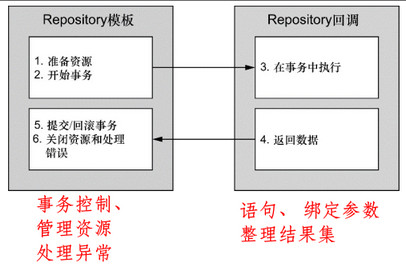 Repository模板
1. 准备资源
2. 开始事务
5. 提交/回滚事务
6. 关闭资源和处理
错误
Repository回调
3. 在事务中执行
4. 返回数据
事务控制、
管理资源
处理异常
语句、 绑定参数
整理结果集